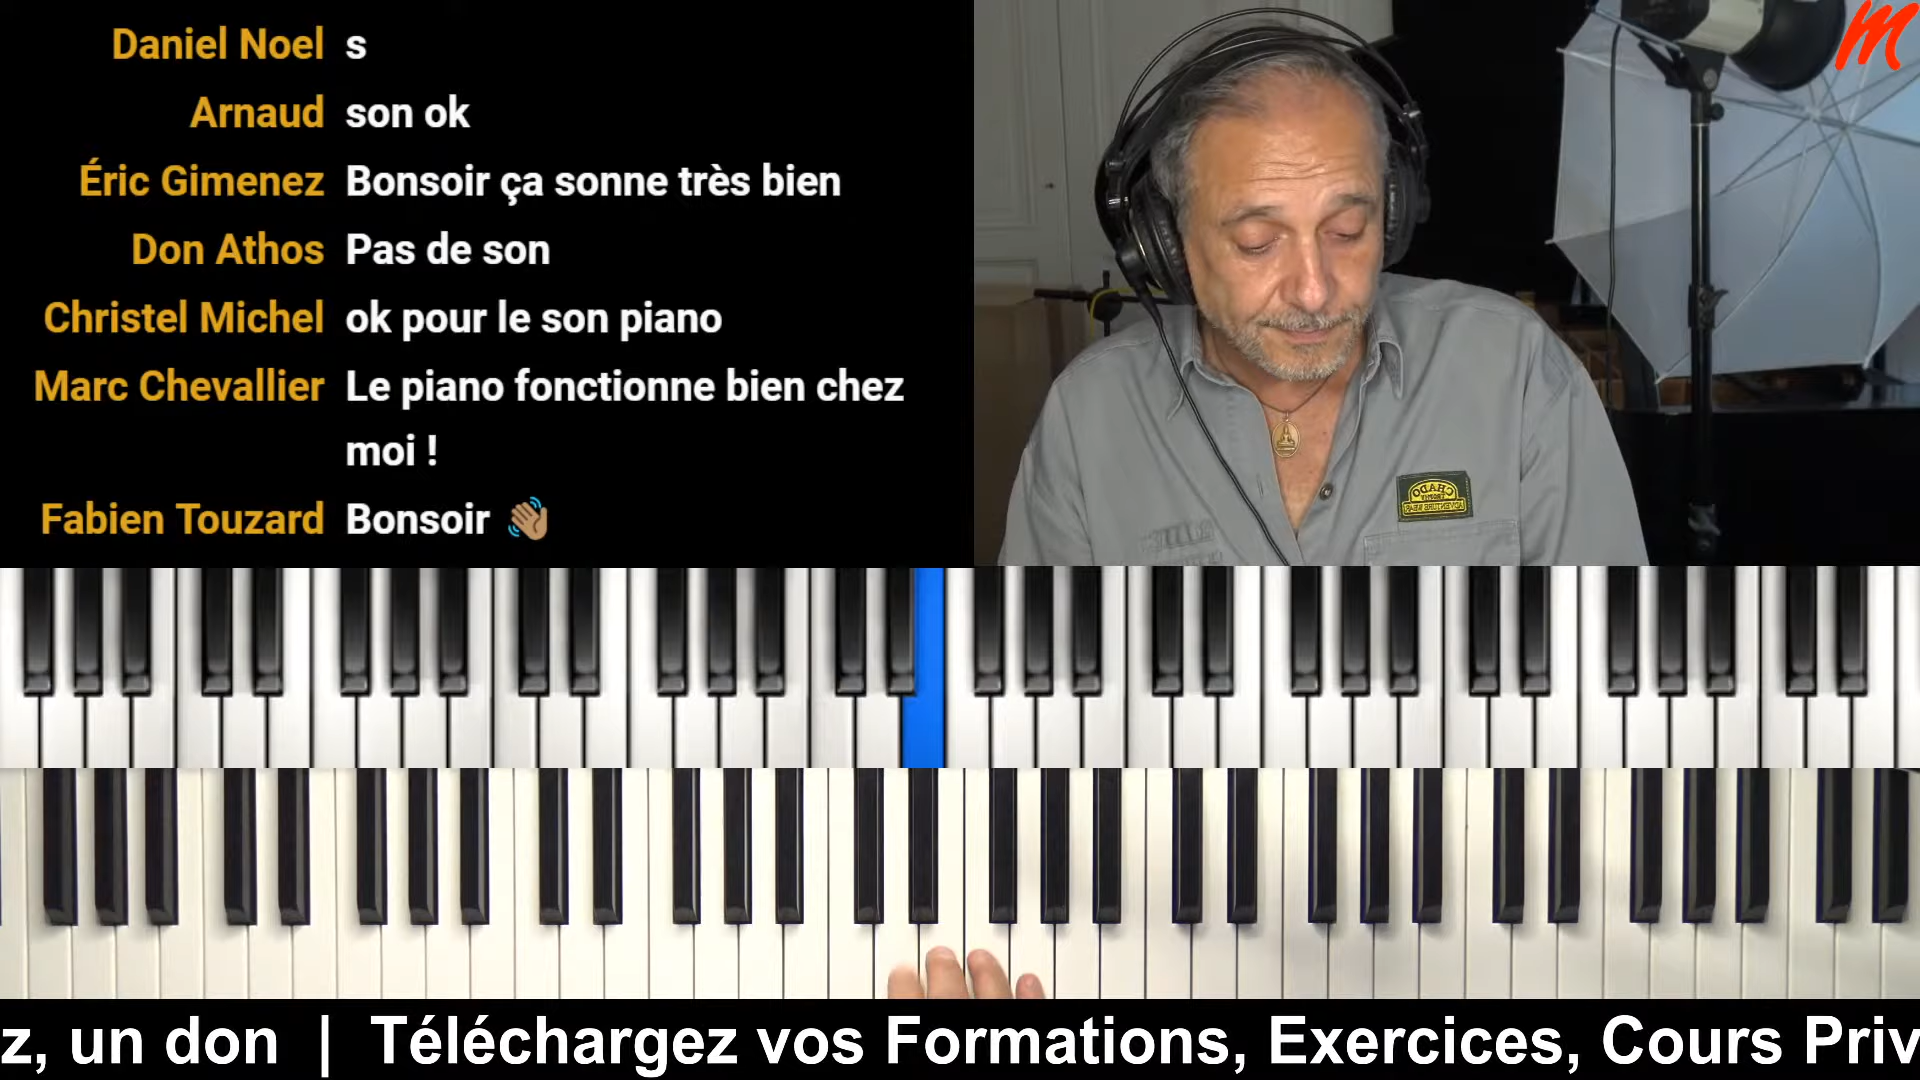 Daniel Noel s
Arnaud son ok
Éric Gimenez Bonsoir ça sonne très bien
Don Athos Pas de son
Christel Michel ok pour le son piano
Marc Chevallier Le piano fonctionne bien chez
moi !
Fabien Touzard Bonsoir 👋🏽
CHADO
z, un don | Téléchargez vos Formations, Exercices, Cours Priv